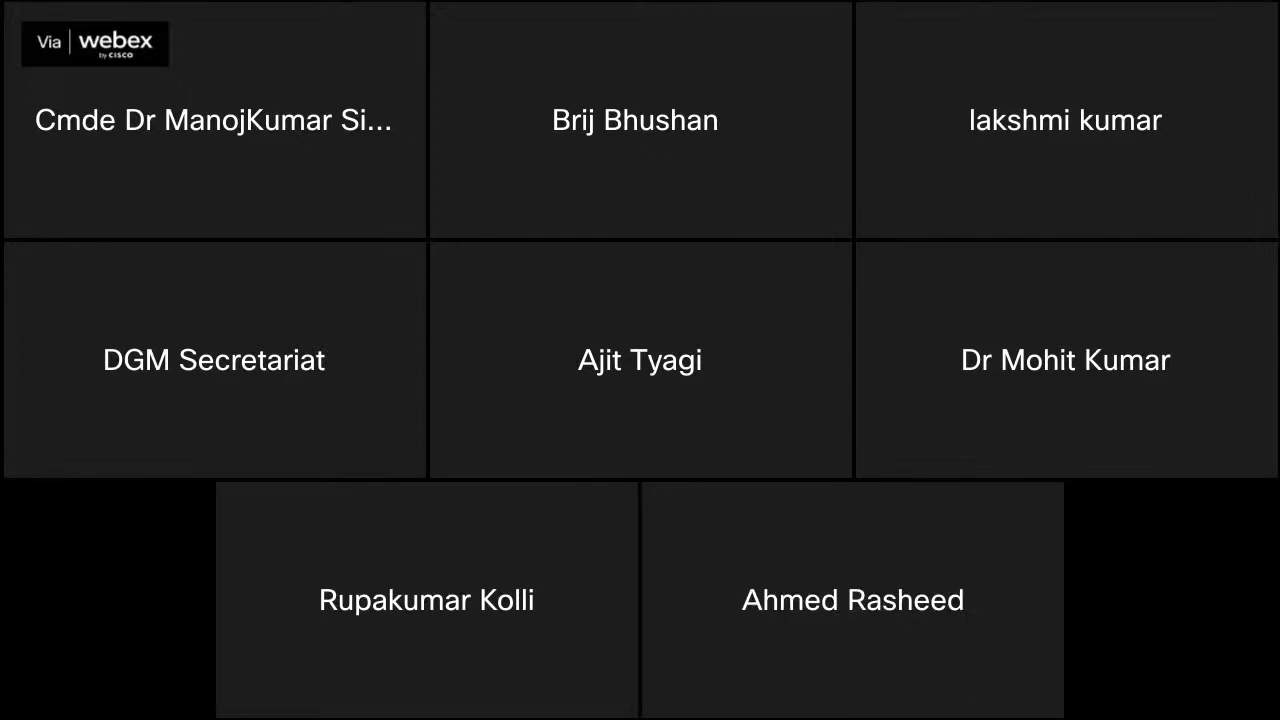 Via | webex
by CISCO
Cmde Dr ManojKumar Si...
Brij Bhushan
lakshmi kumar
DGM Secretariat
Ajit Tyagi
Dr Mohit Kumar
Rupakumar Kolli
Ahmed Rasheed